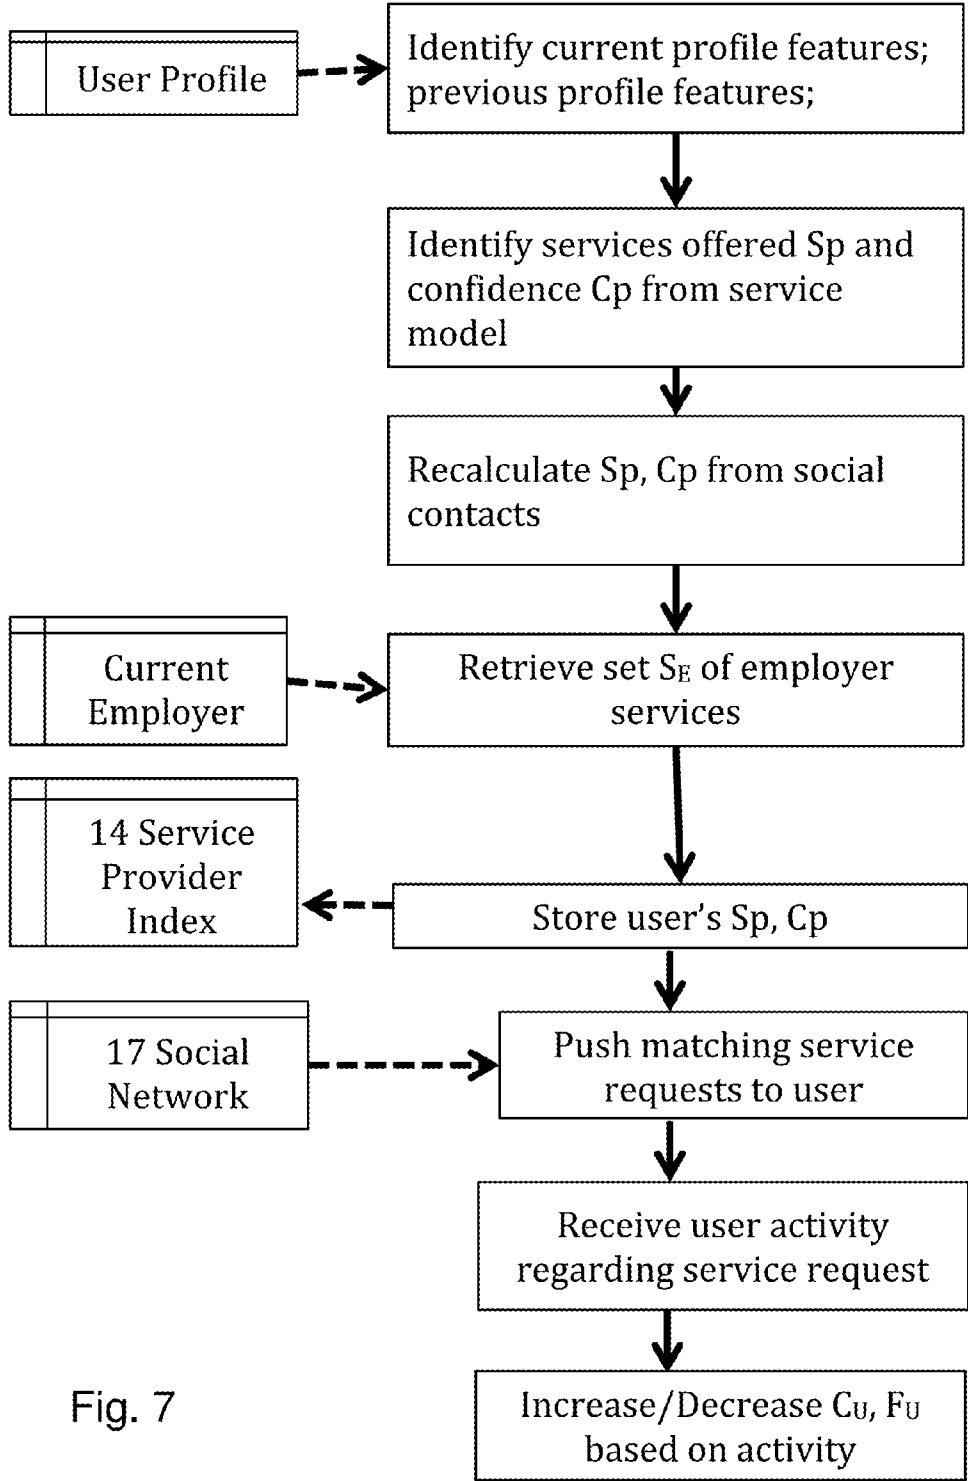 User Profile
Identify current profile features;
previous profile features;
Identify services offered Sp and
confidence Cp from service
model
Recalculate Sp, Cp from social
contacts
Current
Employer
Retrieve set SE of employer
services
14 Service
Provider
Index
Store user's Sp, Cp
17 Social
Network
Push matching service
requests to user
Receive user activity
regarding service request
Increase/Decrease CU, FU
based on activity
Fig. 7